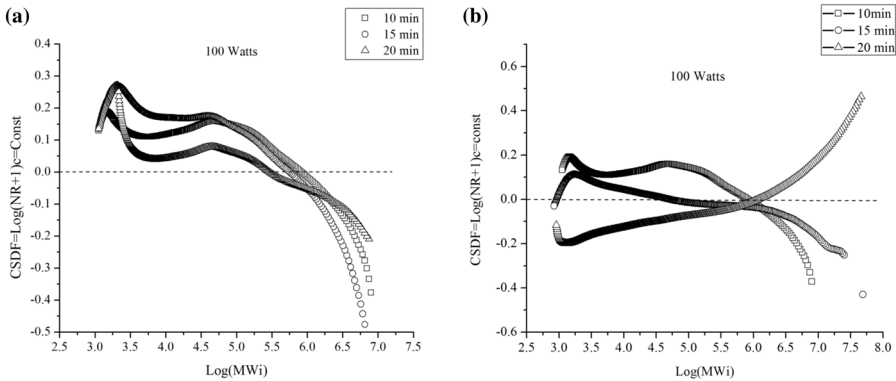 (a)
10 min
15 min
20 min
100 Watts
CSDF=Log(NR+1)c=Const
0.4
0.3
0.2
0.1
0.0
-0.1
-0.2
-0.3
-0.4
-0.5
2.5 3.0 3.5 4.0 4.5 5.0 5.5 6.0 6.5 7.0 7.5
Log(MWi)
(b)
10min
15 min
20 min
100 Watts
CSDF=Log(NR+1)c=const
0.6
0.4
0.2
0.0
-0.2
-0.4
-0.6
2.5 3.0 3.5 4.0 4.5 5.0 5.5 6.0 6.5 7.0 7.5 8.0
Log(MWi)